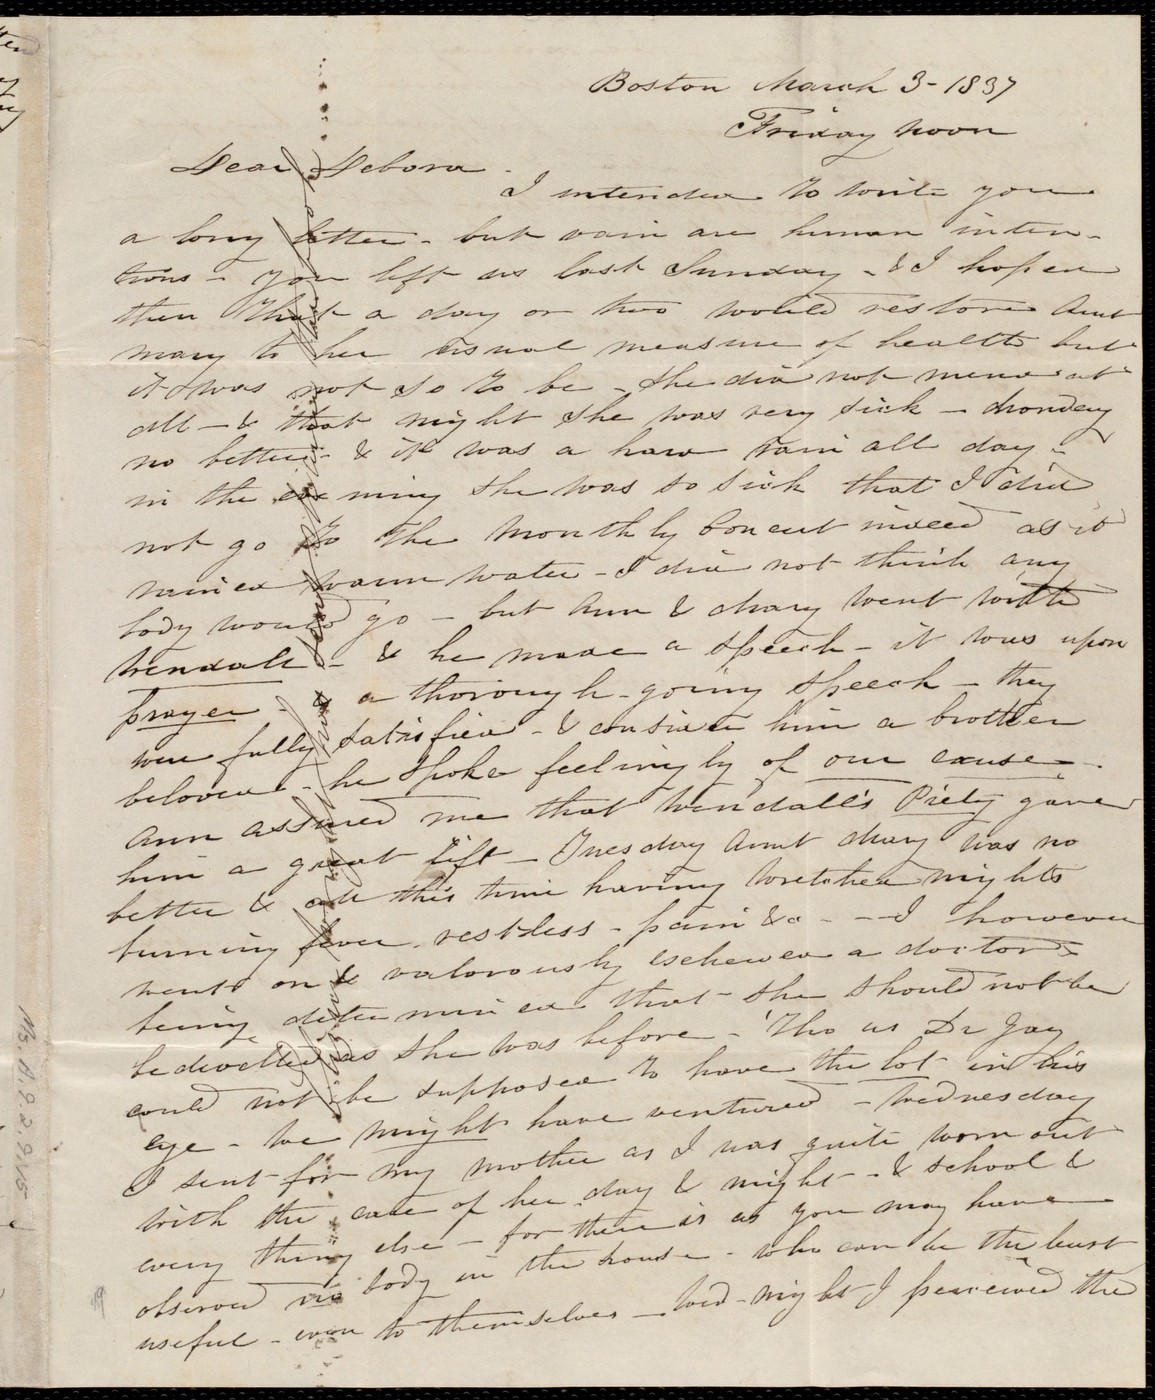 Boston March 3 - 1837
Friday noon
Dear Debora.
I intended to write you
a long letter - but vain are human inten-
tions - you left us last Sunday - & I hoped
then that a day or two would restore Aunt
Mary to her usual measure of health but
it was not so to be - she did not mend at
all - & that night she was very sick - Monday
no better - & it was a hard rain all day -
in the evening she was so sick that I did
not go to the Monthly Concert indeed as it
rained warm water - I did not think any
body would go - but Ann & Mary went with
Wendall - & he made a speech - it was upon
prayer - & a thorough-going speech - they
were fully satisfied - & consider him a brother
beloved - he spoke feelingly of our cause -
Ann assured me that Wendall's Piety gave
him a great lift - Tuesday Aunt Mary was no
better & all this time having wretched nights
burning fever - restless - pain &c - - - I however
went on & valorously eschewed a doctor
being determined that she should not be
as she was before - 'Tho as Dr Jay
could not be supposed to have the lot in his
eye - we might have ventured - Wednesday
I sent for my mother as I was quite worn out
with the care of her day & night - & school &
every thing else - for there is as you may have
observed no body in the house - who can be the least
useful - even to themselves - Wed - night I perceived the
Ms. A.9.2.9.15